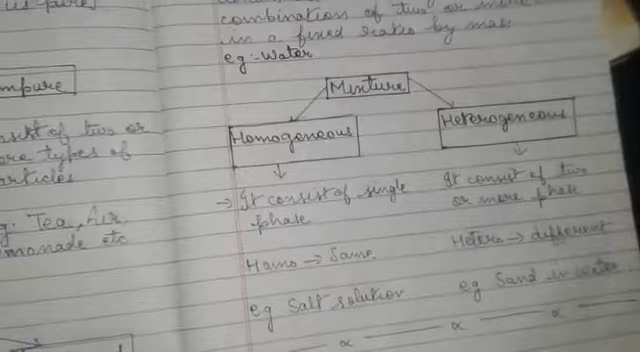 combination of two or more
in a fixed ratio by mass
eg:- Water
Impure
consist of two or
more types of
particles
eg: Tea, Air,
lemonade etc
Mixture
Homogeneous
Heterogeneous
→ It consist of single
phase
Homo → Same
eg Salt solution
It consist of two
or more phase
Hetero → different
eg Sand in water